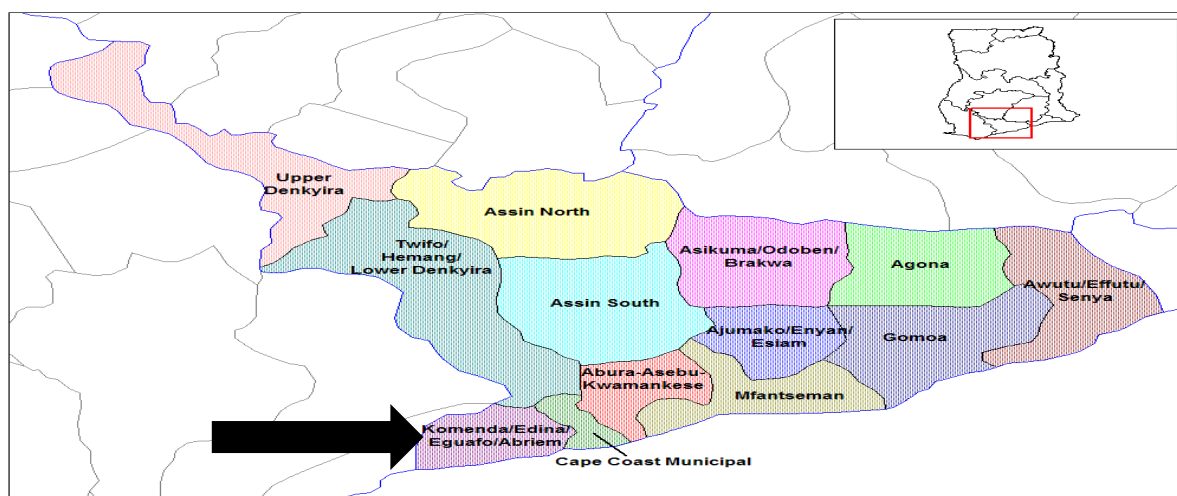 Upper
Denkyira
Assin North
Twifo/
Hemang/
Lower Denkyira
Asikuma/Odoben/
Brakwa
Agona
Awutu/Effutu/
Senya
Assin South
Ajumako/Enyan/
Esiam
Gomoa
Abura-Asebu-
Kwamankese
Mfantseman
Komenda/Edina/
Eguafo/Abriem
Cape Coast Municipal